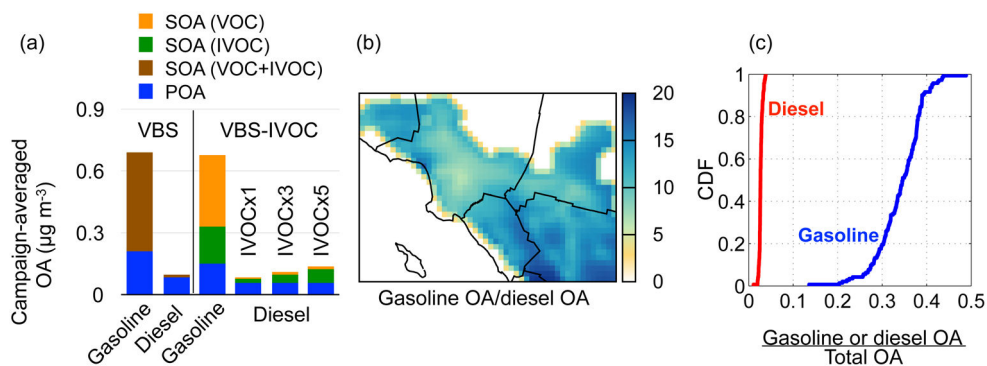 (a)
SOA (VOC)
SOA (IVOC)
SOA (VOC+IVOC)
POA
Campaign-averaged
OA (µg m⁻³)
0.9
0.6
0.3
0
VBS
VBS-IVOC
IVOCx1
IVOCx3
IVOCx5
Gasoline
Diesel
Gasoline
Diesel
(b)
20
15
10
5
0
Gasoline OA/diesel OA
(c)
CDF
1
0.8
0.6
0.4
0.2
0
Diesel
Gasoline
0
0.1
0.2
0.3
0.4
0.5
Gasoline or diesel OA
Total OA